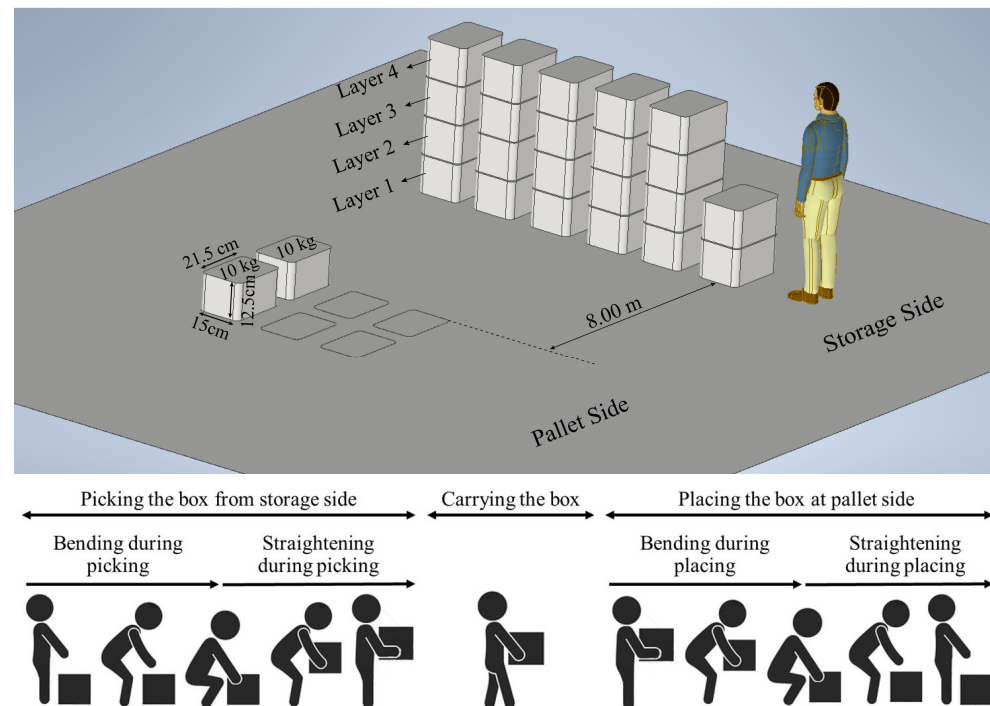 Layer 4
Layer 3
Layer 2
Layer 1
21.5 cm
10 kg
10 kg
12.5cm
15cm
8.00 m
Storage Side
Pallet Side
Picking the box from storage side
Carrying the box
Placing the box at pallet side
Bending during
picking
Straightening
during picking
Bending during
placing
Straightening
during placing